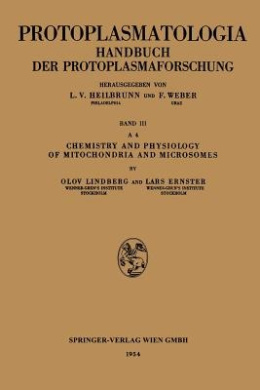 PROTOPLASMATOLOGIA
HANDBUCH
DER PROTOPLASMAFORSCHUNG
HERAUSGEGEBEN VON
L. V. HEILBRUNN UND F. WEBER
PHILADELPHIA GRAZ
BAND III
A 4
CHEMISTRY AND PHYSIOLOGY
OF MITOCHONDRIA AND MICROSOMES
BY
OLOV LINDBERG AND LARS ERNSTER
WENNER-GREN'S INSTITUTE WENNER-GREN'S INSTITUTE
STOCKHOLM STOCKHOLM
SPRINGER-VERLAG WIEN GMBH
1954